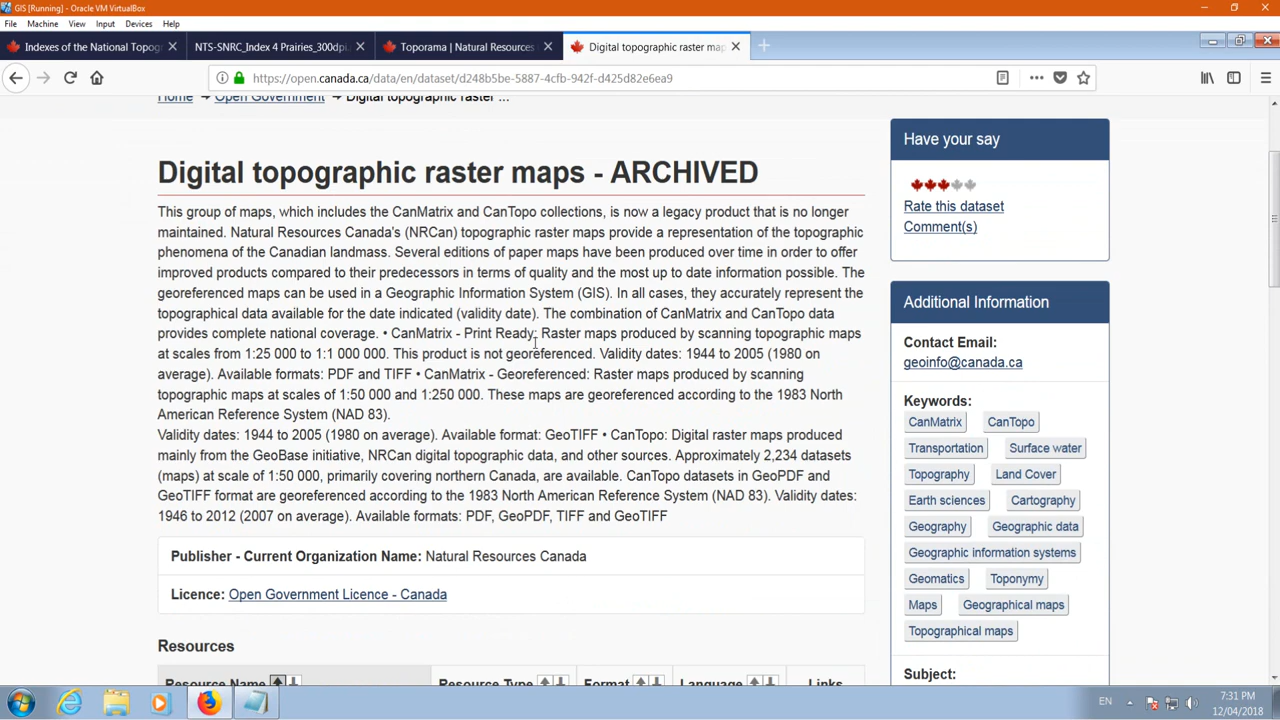 GIS [Running] - Oracle VM VirtualBox
File Machine View Input Devices Help
Indexes of the National Topog
NTS-SNRC_Index 4 Prairies_300dpi
Toporama | Natural Resources
Digital topographic raster map
https://open.canada.ca/data/en/dataset/d248b5be-5887-4cfb-942f-d425d82e6ea9
Home → Open Government → Digital topographic raster ...
Digital topographic raster maps - ARCHIVED
This group of maps, which includes the CanMatrix and CanTopo collections, is now a legacy product that is no longer
maintained. Natural Resources Canada's (NRCan) topographic raster maps provide a representation of the topographic
phenomena of the Canadian landmass. Several editions of paper maps have been produced over time in order to offer
improved products compared to their predecessors in terms of quality and the most up to date information possible. The
georeferenced maps can be used in a Geographic Information System (GIS). In all cases, they accurately represent the
topographical data available for the date indicated (validity date). The combination of CanMatrix and CanTopo data
provides complete national coverage. • CanMatrix - Print Ready: Raster maps produced by scanning topographic maps
at scales from 1:25 000 to 1:1 000 000. This product is not georeferenced. Validity dates: 1944 to 2005 (1980 on
average). Available formats: PDF and TIFF • CanMatrix - Georeferenced: Raster maps produced by scanning
topographic maps at scales of 1:50 000 and 1:250 000. These maps are georeferenced according to the 1983 North
American Reference System (NAD 83).
Validity dates: 1944 to 2005 (1980 on average). Available format: GeoTIFF • CanTopo: Digital raster maps produced
mainly from the GeoBase initiative, NRCan digital topographic data, and other sources. Approximately 2,234 datasets
(maps) at scale of 1:50 000, primarily covering northern Canada, are available. CanTopo datasets in GeoPDF and
GeoTIFF format are georeferenced according to the 1983 North American Reference System (NAD 83). Validity dates:
1946 to 2012 (2007 on average). Available formats: PDF, GeoPDF, TIFF and GeoTIFF
Publisher - Current Organization Name: Natural Resources Canada
Licence: Open Government Licence - Canada
Resources
Resource Name Resource Type Format Language Links
Have your say
Rate this dataset
Comment(s)
Additional Information
Contact Email:
geoinfo@canada.ca
Keywords:
CanMatrix CanTopo
Transportation Surface water
Topography Land Cover
Earth sciences Cartography
Geography Geographic data
Geographic information systems
Geomatics Toponymy
Maps Geographical maps
Topographical maps
Subject:
EN
7:31 PM
12/04/2018